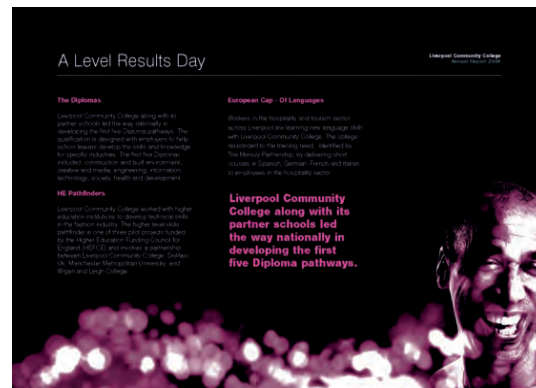 A Level Results Day
Liverpool Community College
Annual Report 2008
The Diplomas
Liverpool Community College along with its
partner schools led the way nationally in
developing the first five Diploma pathways. The
qualification is designed with employers to help
school leavers develop the skills and knowledge
for specific industries. The first five Diplomas
included: construction and built environment,
creative and media, engineering, information
technology, society, health and development.
HE Pathfinders
Liverpool Community College worked with higher
education institutions to develop technical skills
in the fashion industry. The higher level skills
pathfinder is one of three pilot projects funded
by the Higher Education Funding Council for
England (HEFCE) and involves a partnership
between Liverpool Community College, Skillfast-
Uk, Manchester Metropolitan University, and
Wigan and Leigh College.
European Cap - Of Languages
Workers in the hospitality and tourism sector
across Liverpool are learning new language skills
with Liverpool Community College. The college
responded to the training need, identified by
The Mersey Partnership, by delivering short
courses in Spanish, German, French and Italian
to employees in the hospitality sector.
Liverpool Community
College along with its
partner schools led
the way nationally in
developing the first
five Diploma pathways.